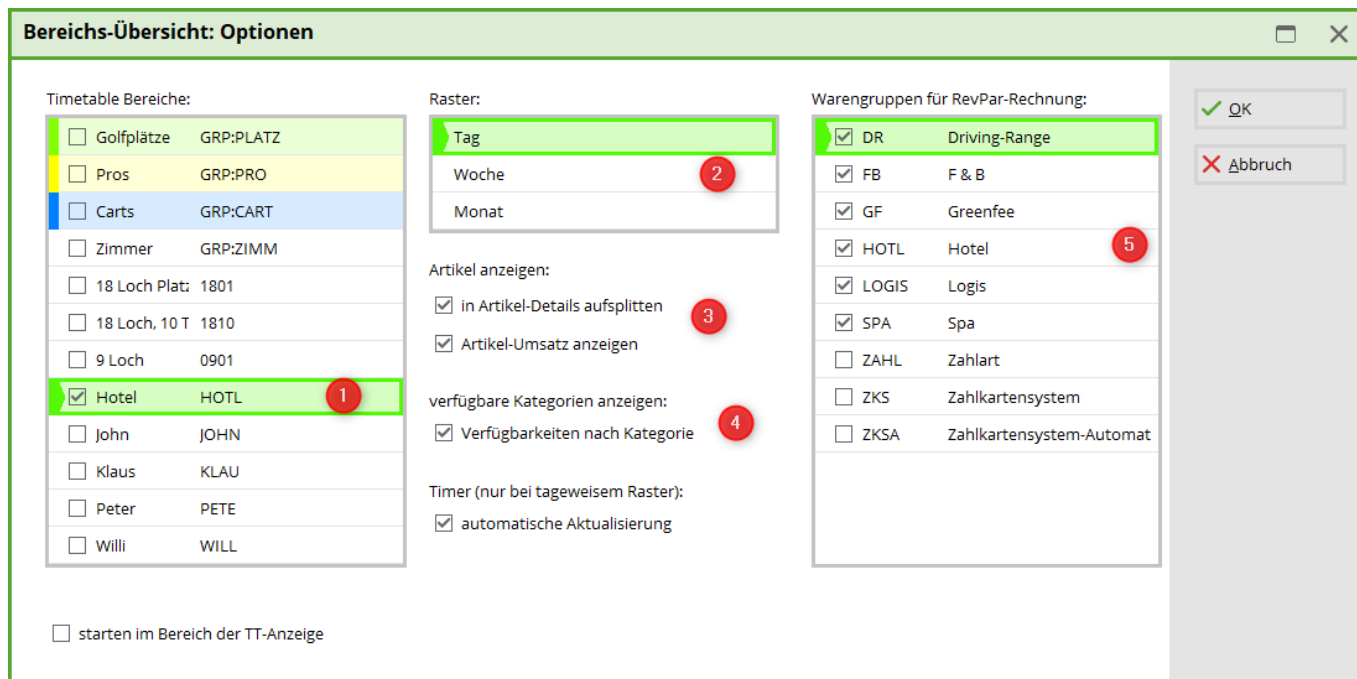 Bereichs-Übersicht: Optionen
Timetable Bereiche:
Golfplätze GRP:PLATZ
Pros GRP:PRO
Carts GRP:CART
Zimmer GRP:ZIMM
18 Loch Platz 1801
18 Loch, 10 T 1810
9 Loch 0901
Hotel HOTL 1
John JOHN
Klaus KLAU
Peter PETE
Willi WILL
starten im Bereich der TT-Anzeige
Raster:
Tag
Woche 2
Monat
Artikel anzeigen:
in Artikel-Details aufsplitten
3
Artikel-Umsatz anzeigen
verfügbare Kategorien anzeigen:
Verfügbarkeiten nach Kategorie 4
Timer (nur bei tageweisem Raster):
automatische Aktualisierung
Warengruppen für RevPar-Rechnung:
DR Driving-Range
FB F & B
GF Greenfee
HOTL Hotel 5
LOGIS Logis
SPA Spa
ZAHL Zahlart
ZKS Zahlkartensystem
ZKSA Zahlkartensystem-Automat
OK
Abbruch